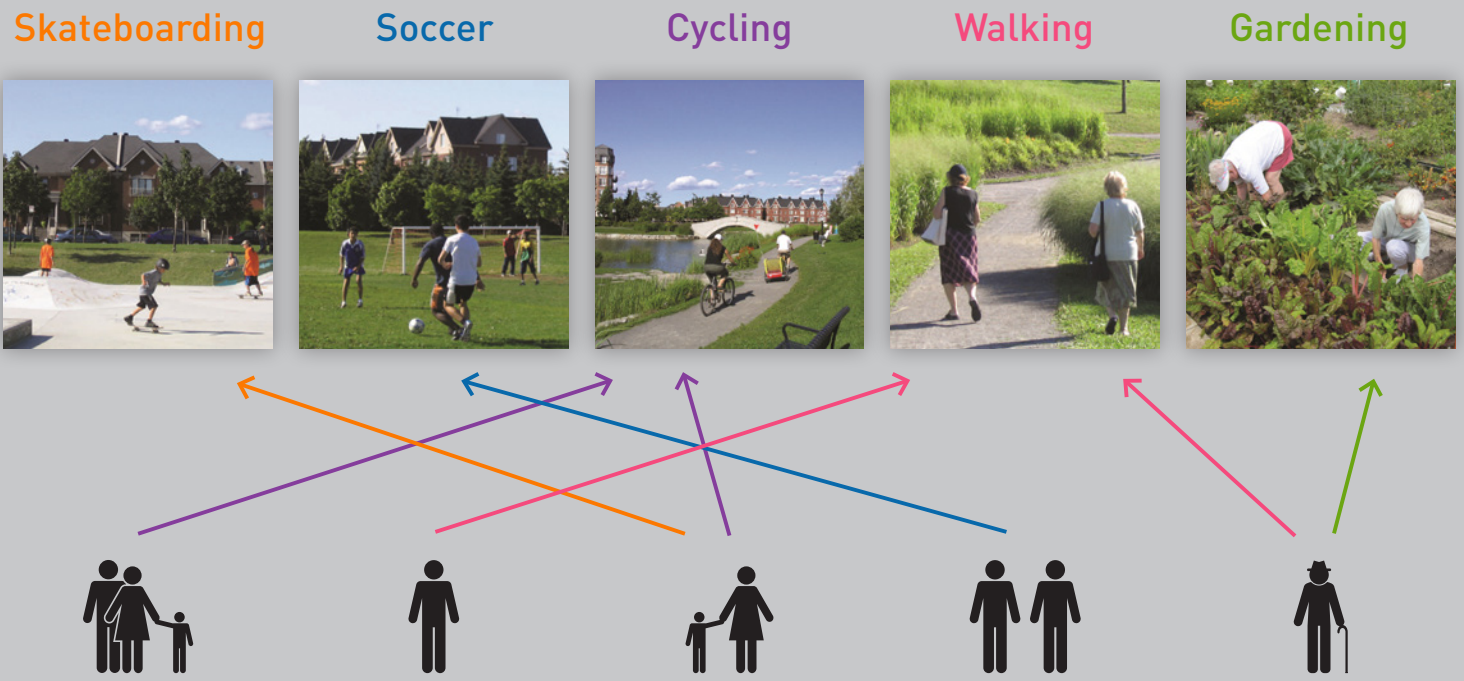 Skateboarding
Soccer
Cycling
Walking
Gardening